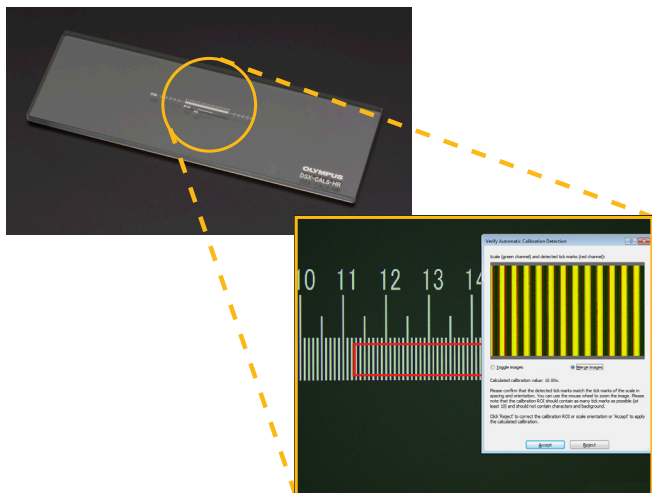 OLYMPUS
DSX-CALS-HR
10 11 12 13 14
Verify Automatic Calibration Detection
Scale (green channel) and detected tick marks (red channel):
Toggle images
Merge images
Calculated calibration value: 10.00x.
Please confirm that the detected tick marks match the tick marks of the scale in
spacing and orientation. You can use the mouse wheel to zoom the image. Please
note that the calibration ROI should contain as many tick marks as possible (at
least 10) and should not contain characters and background.
Click 'Reject' to correct the calibration ROI or scale orientation or 'Accept' to apply
the calculated calibration.
Accept
Reject